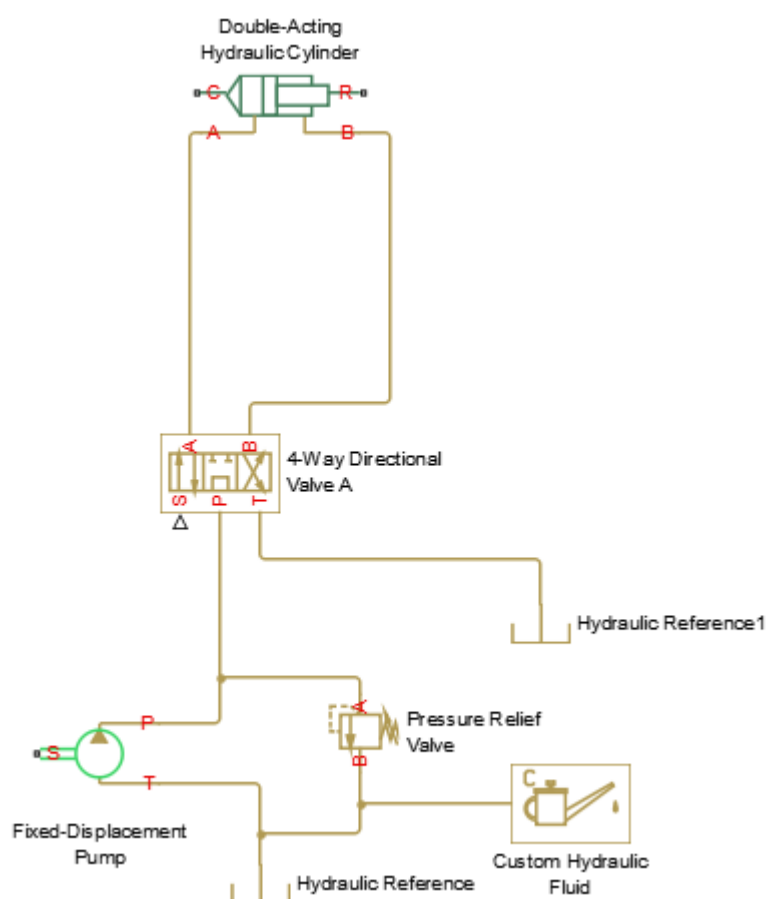 Double-Acting
Hydraulic Cylinder
C
R
A
B
A
B
4-Way Directional
Valve A
S
P
T
Hydraulic Reference1
A
Pressure Relief
Valve
P
S
B
T
C
Fixed-Displacement
Pump
Custom Hydraulic
Fluid
Hydraulic Reference